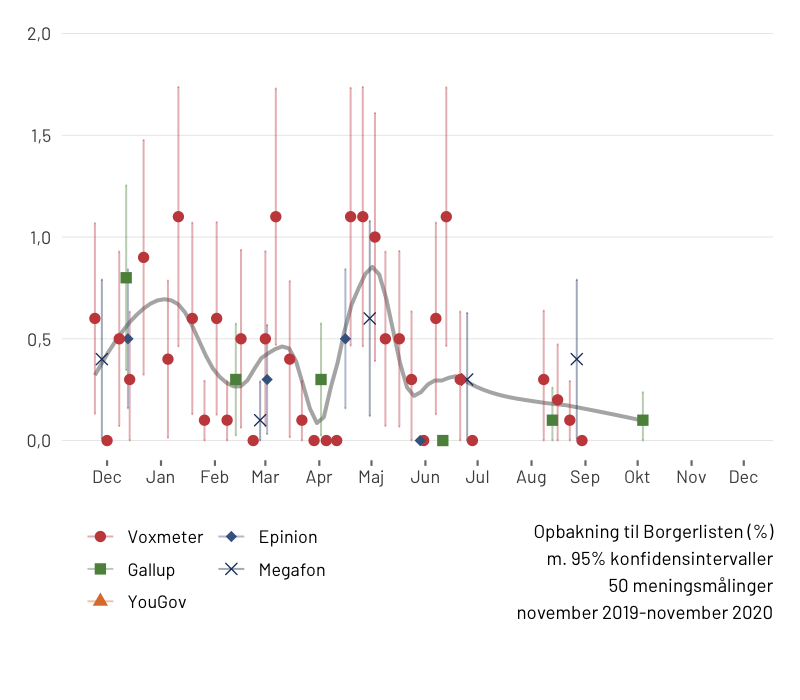 2,0
1,5
1,0
0,5
0,0
Dec Jan Feb Mar Apr Maj Jun Jul Aug Sep Okt Nov Dec
Voxmeter Epinion
Gallup Megafon
YouGov
Opbakning til Borgerlisten (%)
m. 95% konfidensintervaller
50 meningsmålinger
november 2019-november 2020